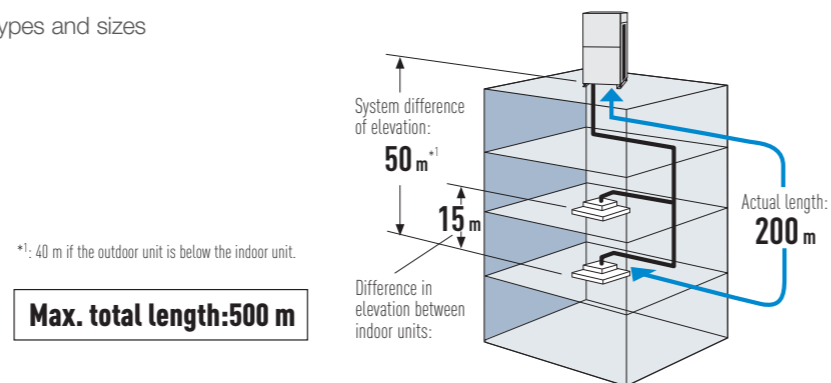 ypes and sizes
System difference
of elevation:
50 m*1
15 m
Actual length:
200 m
*1: 40 m if the outdoor unit is below the indoor unit.
Difference in
elevation between
indoor units:
Max. total length:500 m